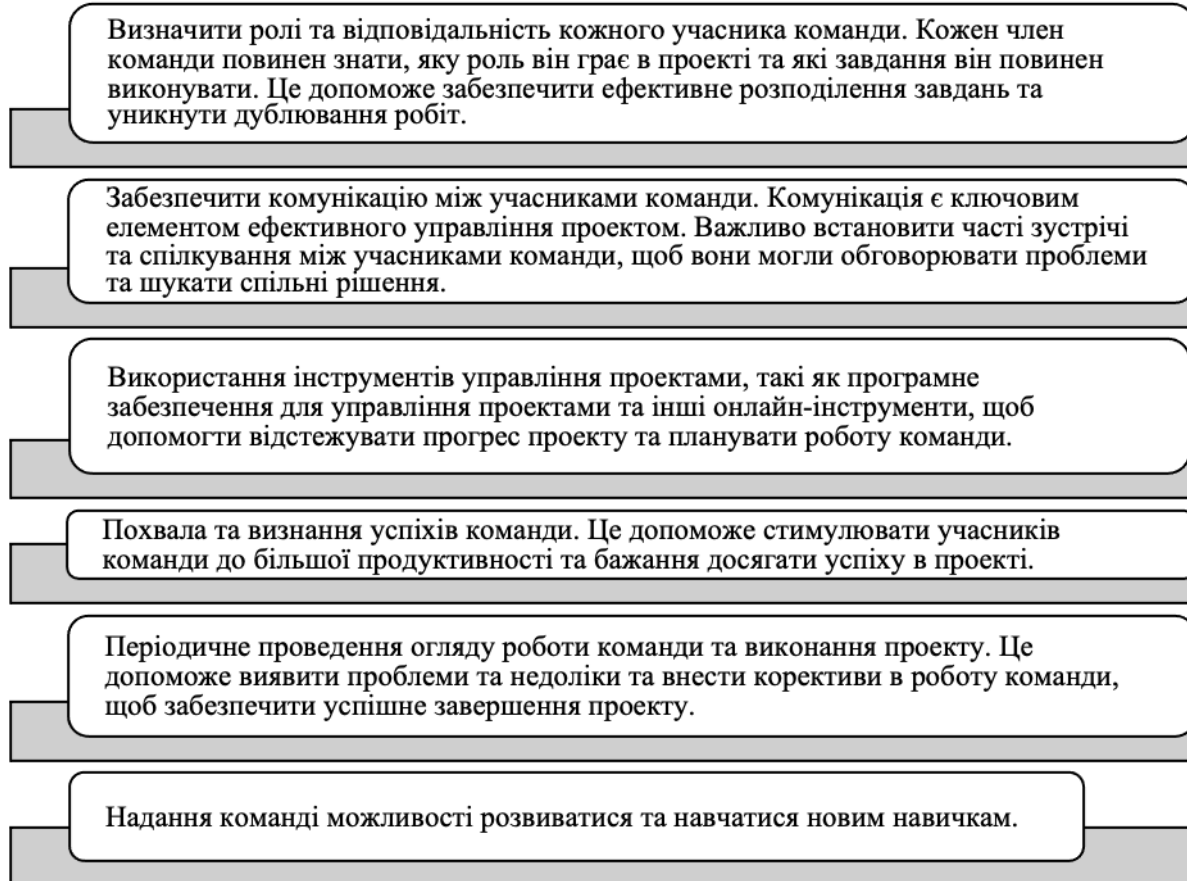 Визначити ролі та відповідальність кожного учасника команди. Кожен член
команди повинен знати, яку роль він грає в проекті та які завдання він повинен
виконувати. Це допоможе забезпечити ефективне розподілення завдань та
уникнути дублювання робіт.
Забезпечити комунікацію між учасниками команди. Комунікація є ключовим
елементом ефективного управління проектом. Важливо встановити часті зустрічі
та спілкування між учасниками команди, щоб вони могли обговорювати проблеми
та шукати спільні рішення.
Використання інструментів управління проектами, такі як програмне
забезпечення для управління проектами та інші онлайн-інструменти, щоб
допомогти відстежувати прогрес проекту та планувати роботу команди.
Похвала та визнання успіхів команди. Це допоможе стимулювати учасників
команди до більшої продуктивності та бажання досягати успіху в проекті.
Періодичне проведення огляду роботи команди та виконання проекту. Це
допоможе виявити проблеми та недоліки та внести корективи в роботу команди,
щоб забезпечити успішне завершення проекту.
Надання команді можливості розвиватися та навчатися новим навичкам.